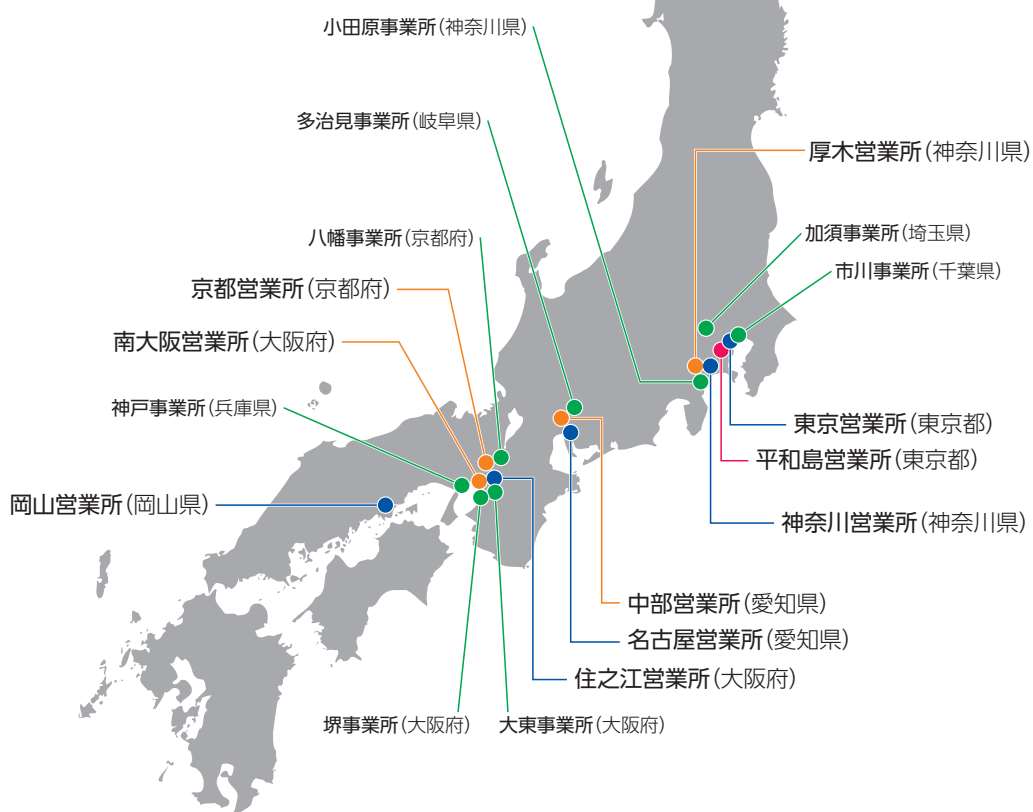 小田原事業所(神奈川県)
多治見事業所(岐阜県)
厚木営業所(神奈川県)
加須事業所(埼玉県)
八幡事業所(京都府)
市川事業所(千葉県)
京都営業所(京都府)
南大阪営業所(大阪府)
神戸事業所(兵庫県)
東京営業所(東京都)
平和島営業所(東京都)
岡山営業所(岡山県)
神奈川営業所(神奈川県)
中部営業所(愛知県)
名古屋営業所(愛知県)
住之江営業所(大阪府)
堺事業所(大阪府)
大東事業所(大阪府)